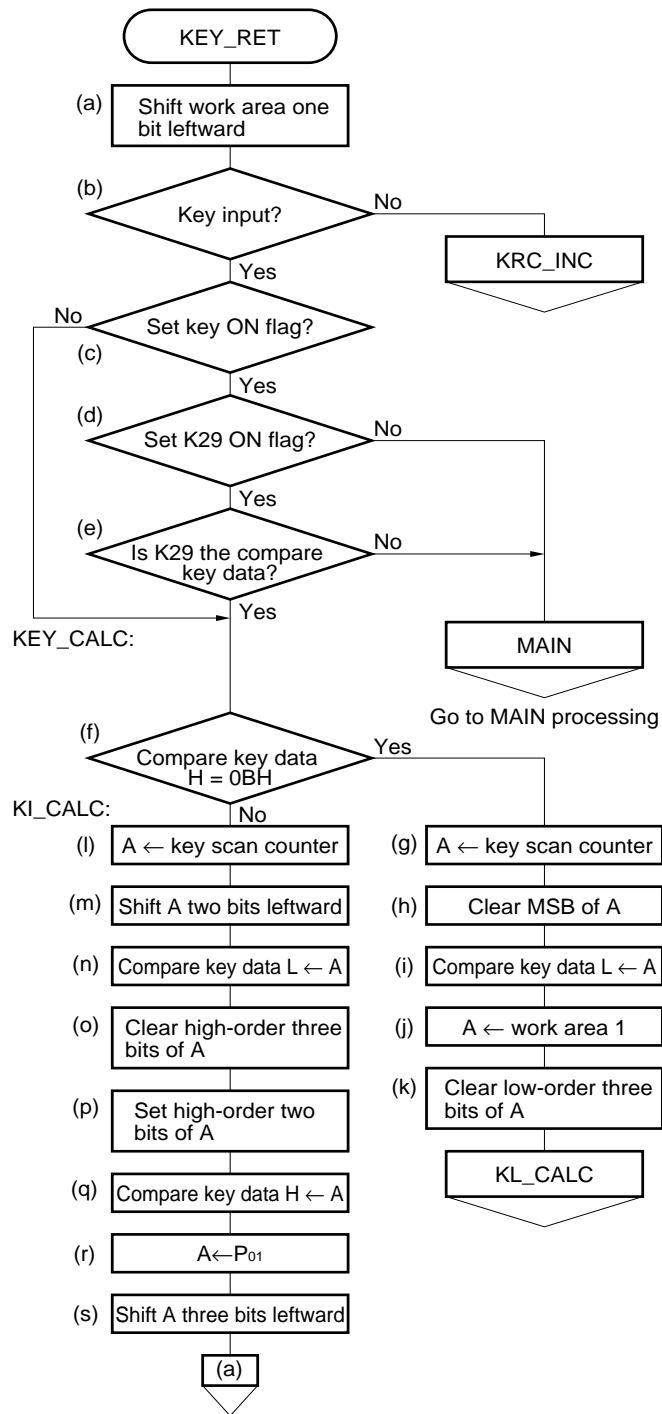 KEY_RET
(a)
Shift work area one
bit leftward
(b)
Key input?
No
KRC_INC
Yes
No
Set key ON flag?
(c)
Yes
(d)
Set K29 ON flag?
No
Yes
(e)
Is K29 the compare
key data?
No
Yes
KEY_CALC:
MAIN
Go to MAIN processing
(f)
Compare key data
H = 0BH
Yes
KI_CALC:
No
(l)
A ← key scan counter
(m)
Shift A two bits leftward
(n)
Compare key data L ← A
(o)
Clear high-order three
bits of A
(p)
Set high-order two
bits of A
(q)
Compare key data H ← A
(r)
A←P01
(s)
Shift A three bits leftward
(a)
(g)
A ← key scan counter
(h)
Clear MSB of A
(i)
Compare key data L ← A
(j)
A ← work area 1
(k)
Clear low-order three
bits of A
KL_CALC